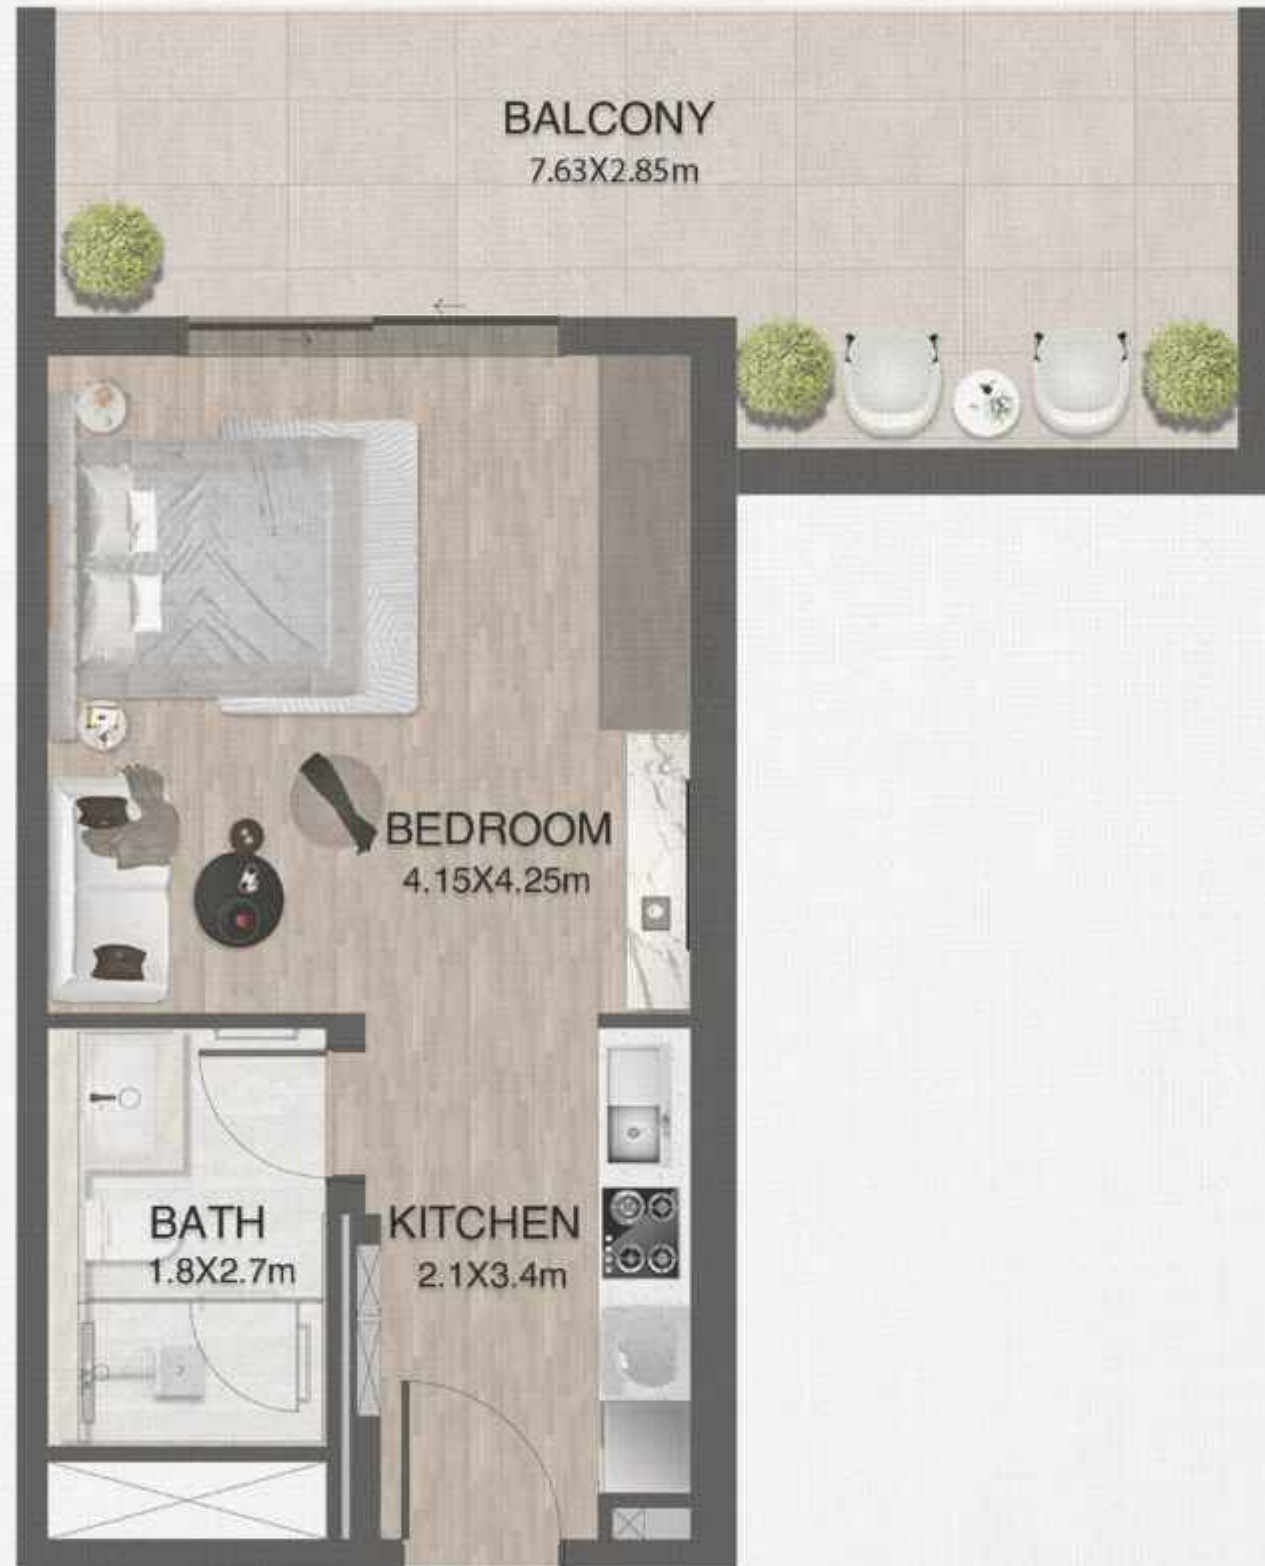 BALCONY
7.63X2.85m
BEDROOM
4.15X4.25m
BATH
1.8X2.7m
KITCHEN
2.1X3.4m